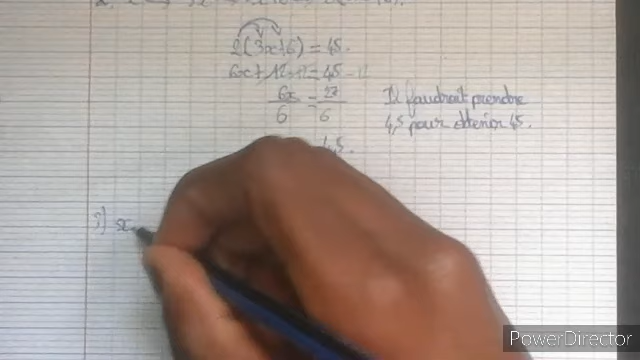 2(3x+6) = 45.
6x+12-12 = 45-12
6x = 27
6 6
Il faudrait prendre
4,5 pour obtenir 45.
4,5.
3) x
PowerDirector